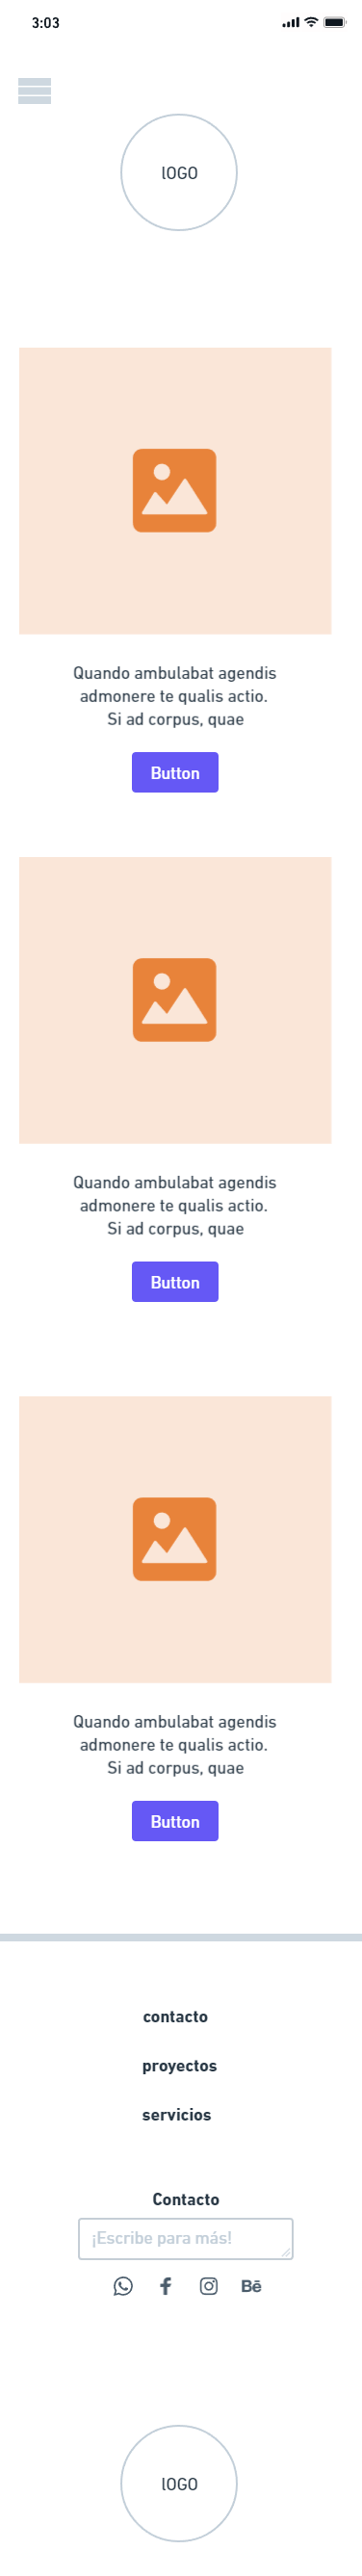 3:03
lOGO
Quando ambulabat agendis
admonere te qualis actio.
Si ad corpus, quae
Button
Quando ambulabat agendis
admonere te qualis actio.
Si ad corpus, quae
Button
Quando ambulabat agendis
admonere te qualis actio.
Si ad corpus, quae
Button
contacto
proyectos
servicios
Contacto
¡Escribe para más!
Bē
lOGO